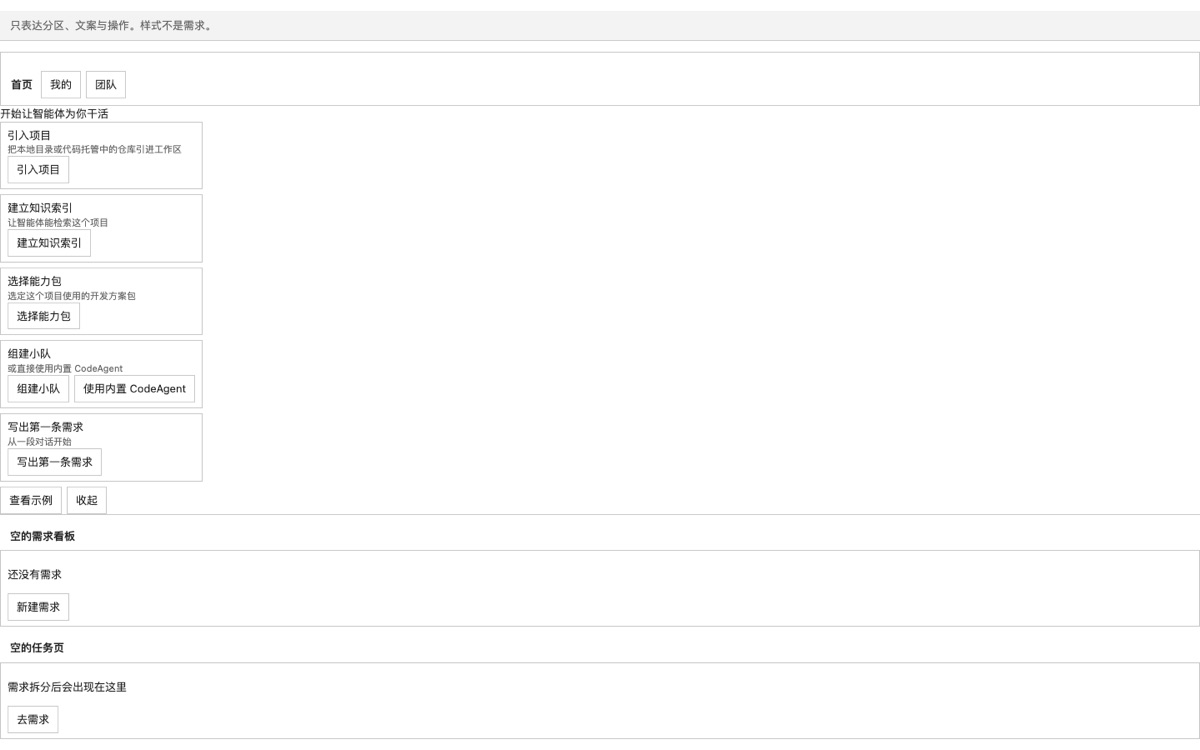 只表达分区、文案与操作。样式不是需求。
首页 我的 团队
开始让智能体为你干活
引入项目
把本地目录或代码托管中的仓库引进工作区
引入项目
建立知识索引
让智能体能检索这个项目
建立知识索引
选择能力包
选定这个项目使用的开发方案包
选择能力包
组建小队
或直接使用内置 CodeAgent
组建小队 使用内置 CodeAgent
写出第一条需求
从一段对话开始
写出第一条需求
查看示例 收起
空的需求看板
还没有需求
新建需求
空的任务页
需求拆分后会出现在这里
去需求